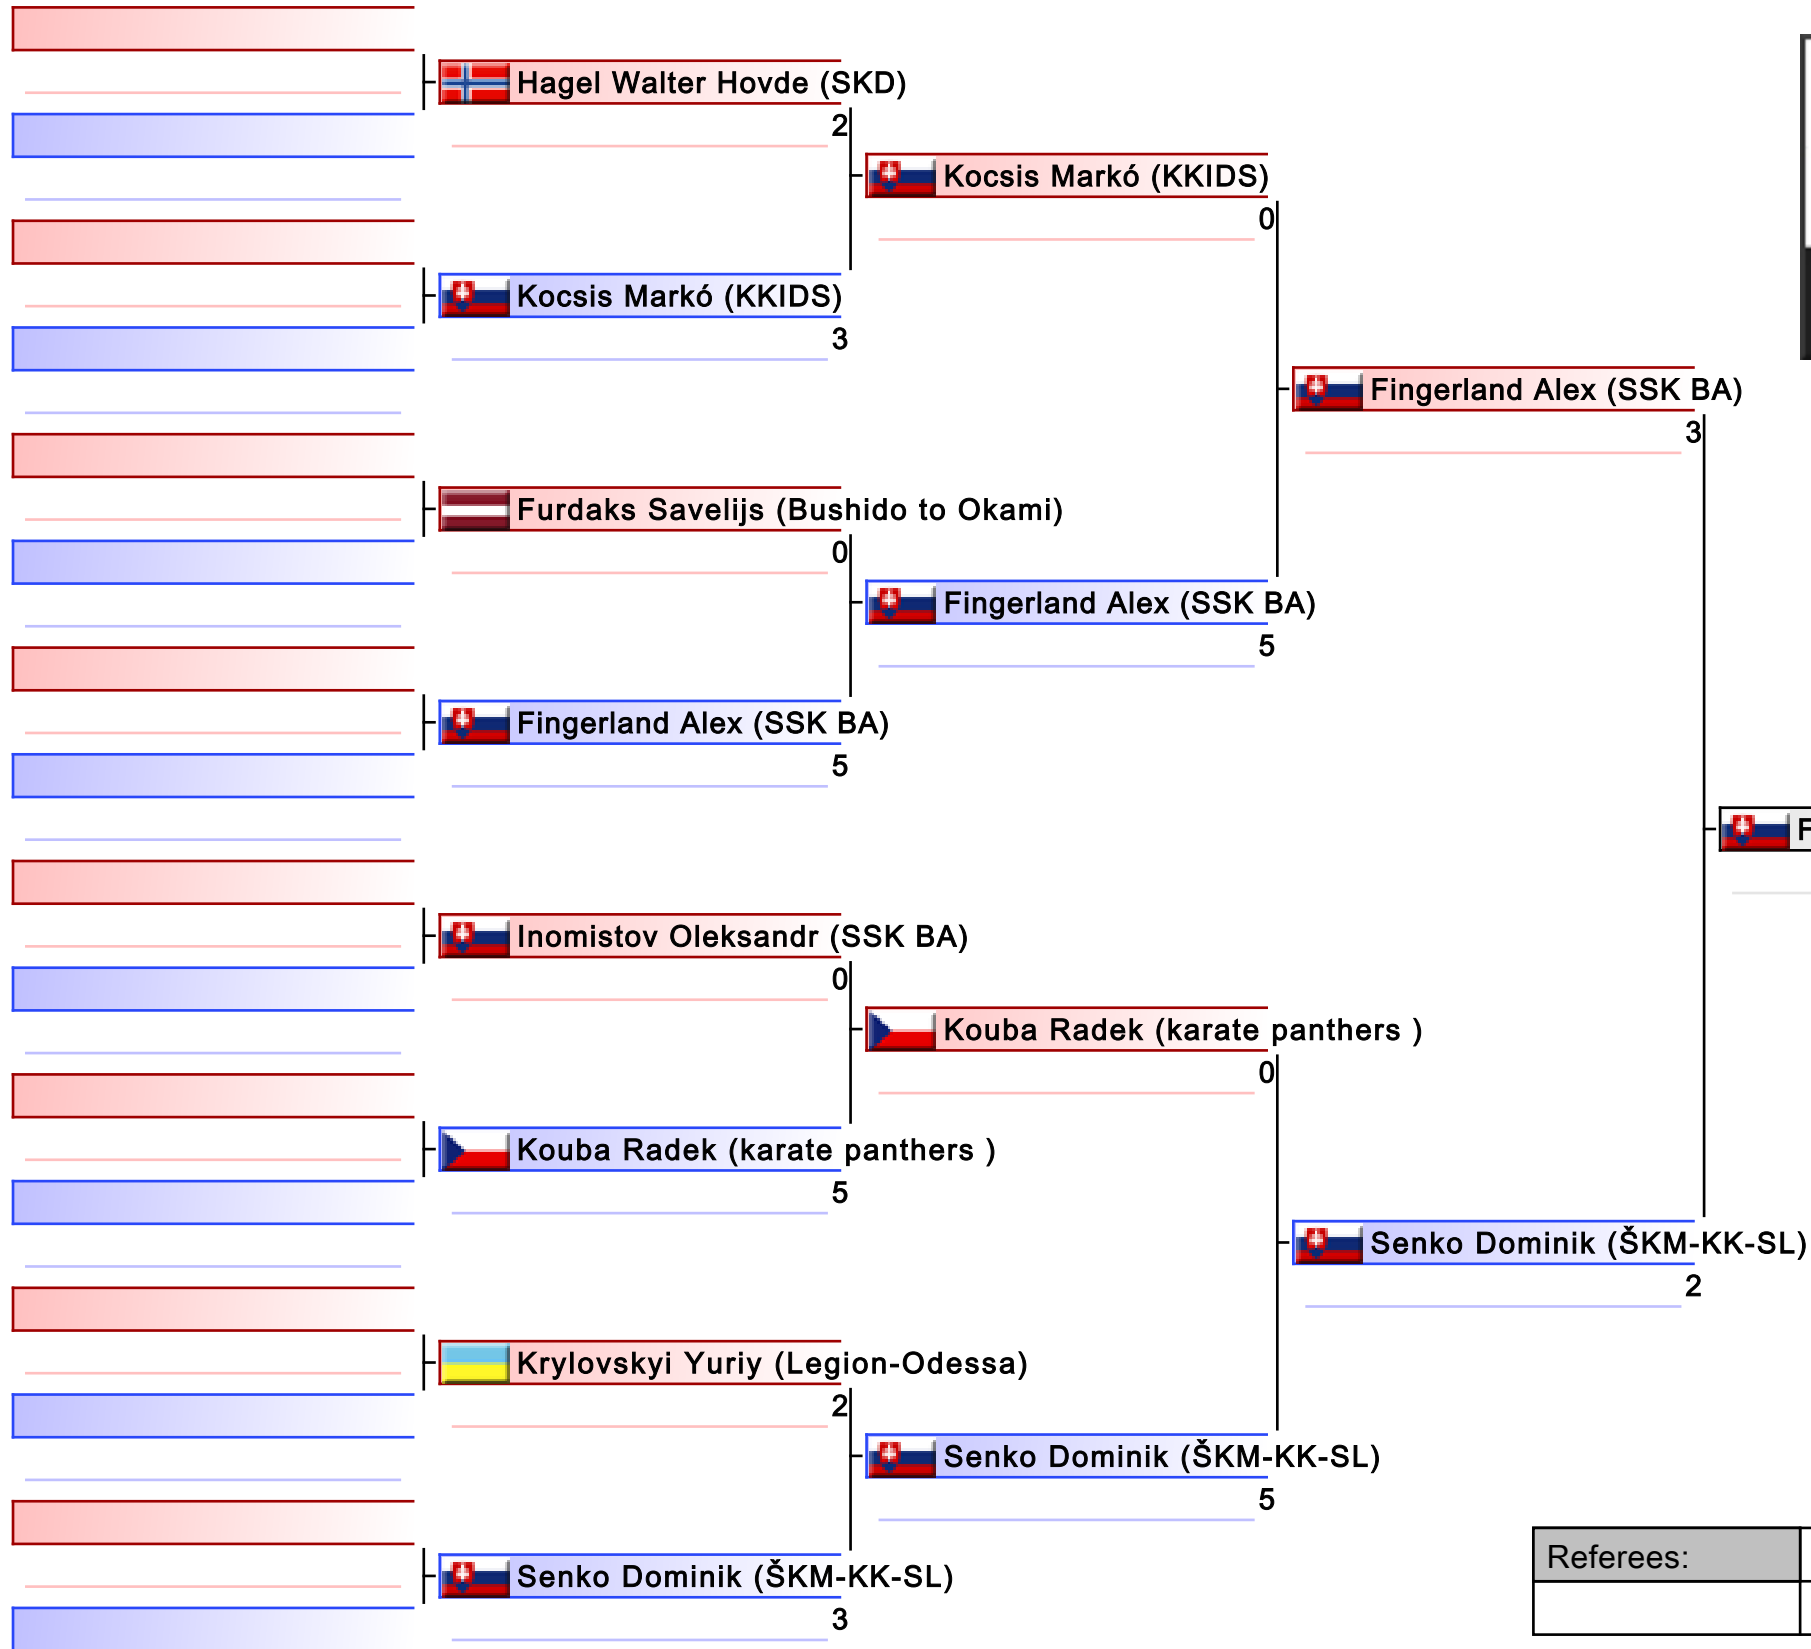 Hagel Walter Hovde (SKD)
2
Kocsis Markó (KKIDS)
0
Kocsis Markó (KKIDS)
3
Fingerland Alex (SSK BA)
3
Furdaks Savelijs (Bushido to Okami)
0
Fingerland Alex (SSK BA)
5
Fingerland Alex (SSK BA)
5
F
Inomistov Oleksandr (SSK BA)
0
Kouba Radek (karate panthers )
0
Kouba Radek (karate panthers )
5
Senko Dominik (ŠKM-KK-SL)
2
Krylovskyi Yuriy (Legion-Odessa)
2
Senko Dominik (ŠKM-KK-SL)
5
Referees:
Senko Dominik (ŠKM-KK-SL)
3